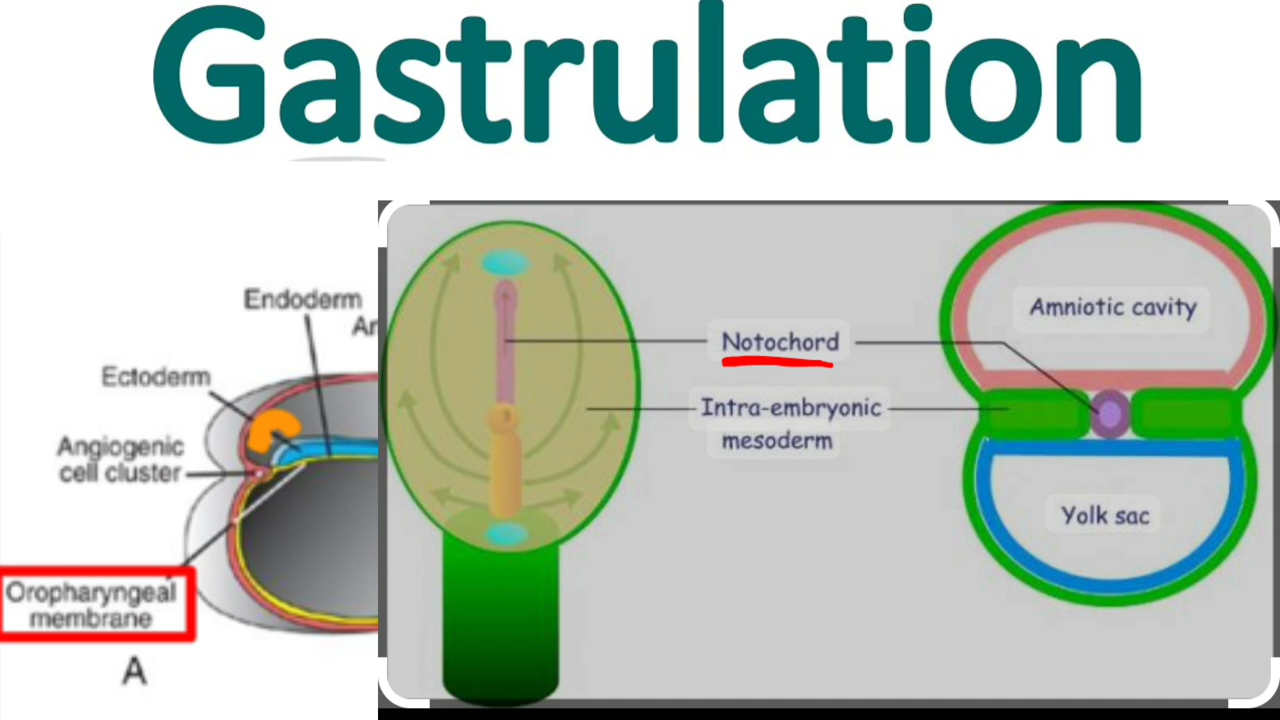 Gastrulation
Endoderm
Ectoderm
Angiogenic
cell cluster
Oropharyngeal
membrane
A
Notochord
Intra-embryonic
mesoderm
Amniotic cavity
Yolk sac